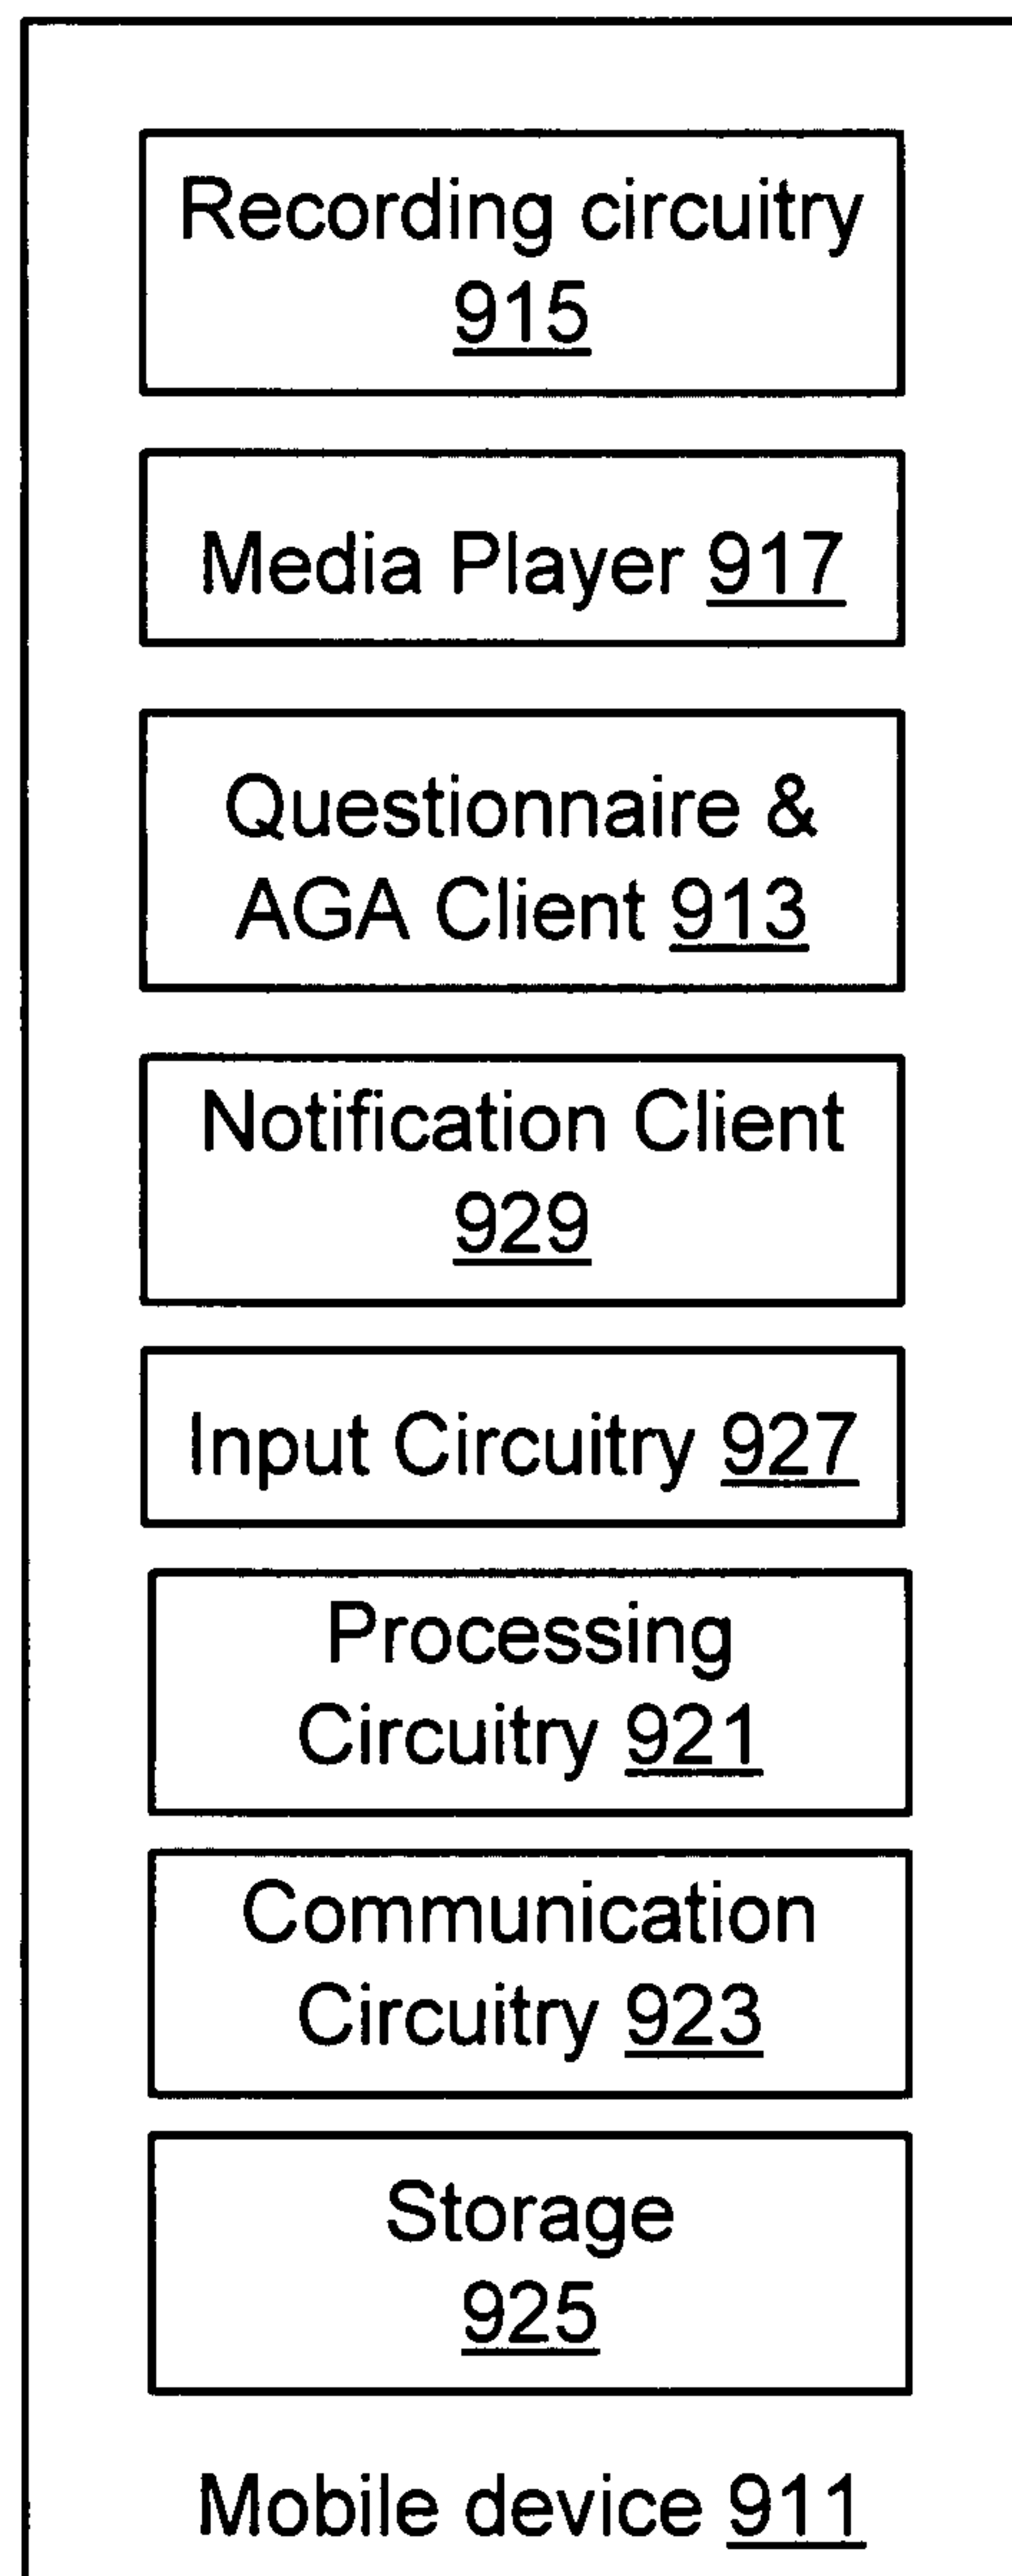 Recording circuitry
915
Media Player 917
Questionnaire &
AGA Client 913
Notification Client
929
Input Circuitry 927
Processing
Circuitry 921
Communication
Circuitry 923
Storage
925
Mobile device 911